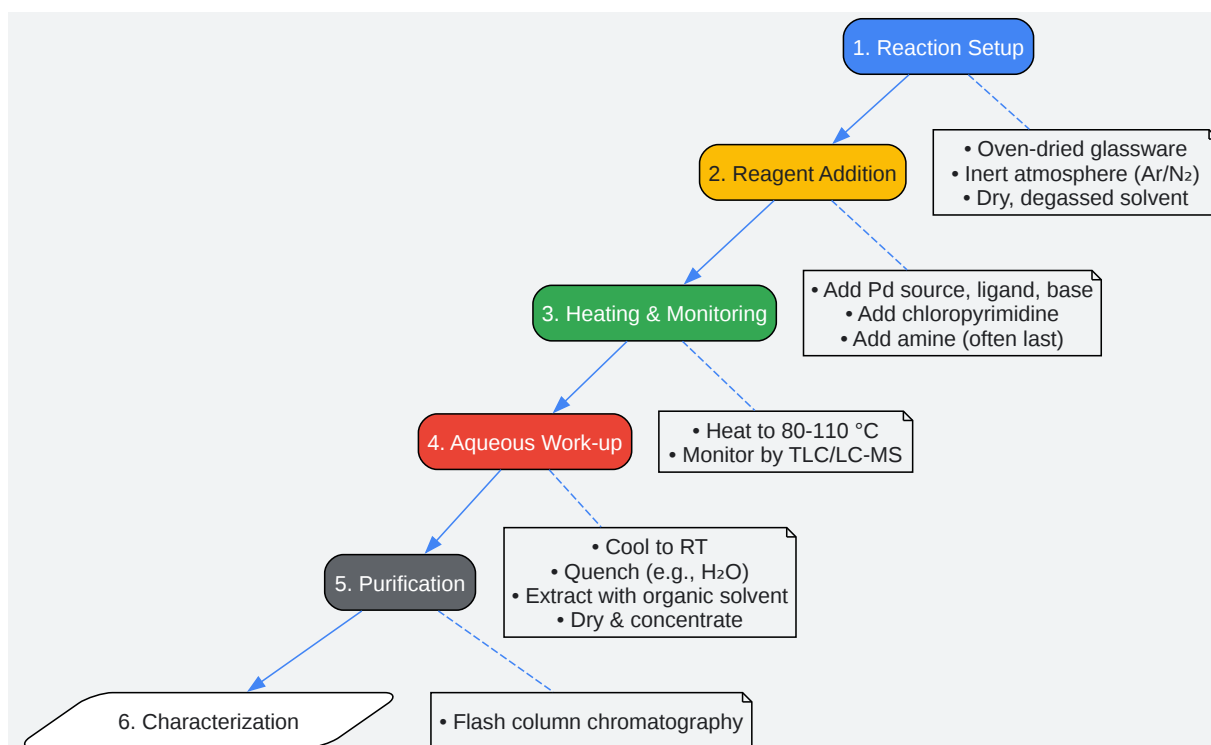 1. Reaction Setup
• Oven-dried glassware
• Inert atmosphere (Ar/N₂)
• Dry, degassed solvent
2. Reagent Addition
• Add Pd source, ligand, base
• Add chloropyrimidine
• Add amine (often last)
3. Heating & Monitoring
• Heat to 80-110 °C
• Monitor by TLC/LC-MS
4. Aqueous Work-up
• Cool to RT
• Quench (e.g., H₂O)
• Extract with organic solvent
• Dry & concentrate
5. Purification
• Flash column chromatography
6. Characterization